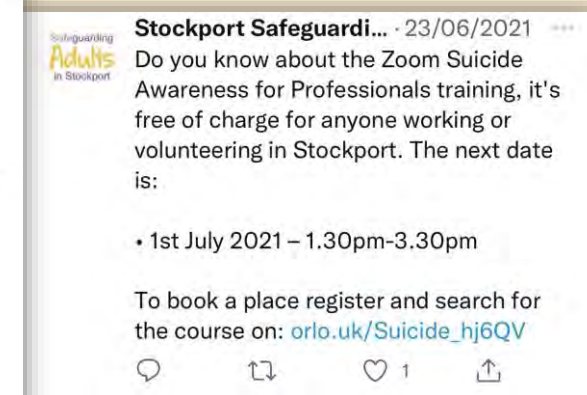 Safeguarding
Adults
in Stockport
Stockport Safeguardi... · 23/06/2021
Do you know about the Zoom Suicide
Awareness for Professionals training, it's
free of charge for anyone working or
volunteering in Stockport. The next date
is:
• 1st July 2021 – 1.30pm-3.30pm
To book a place register and search for
the course on: orlo.uk/Suicide_hj6QV
1